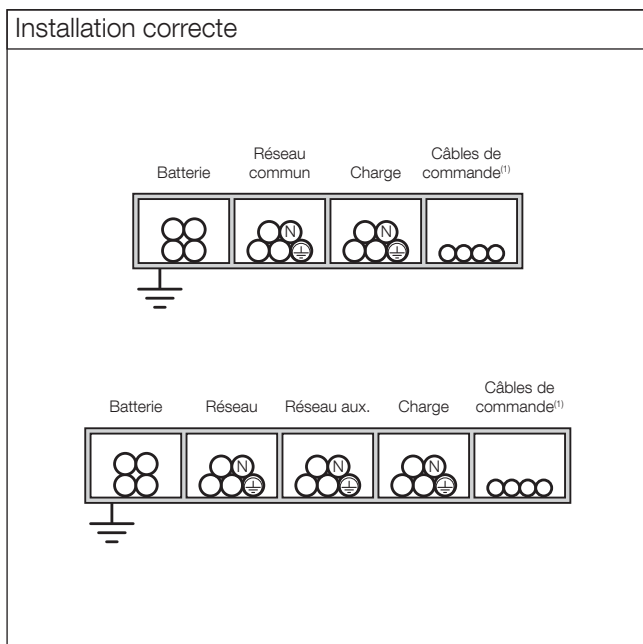 Installation correcte
Batterie
Réseau
commun
Charge
Câbles de
commande(1)
N
N
Batterie
Réseau
Réseau aux.
Charge
Câbles de
commande(1)
N
N
N